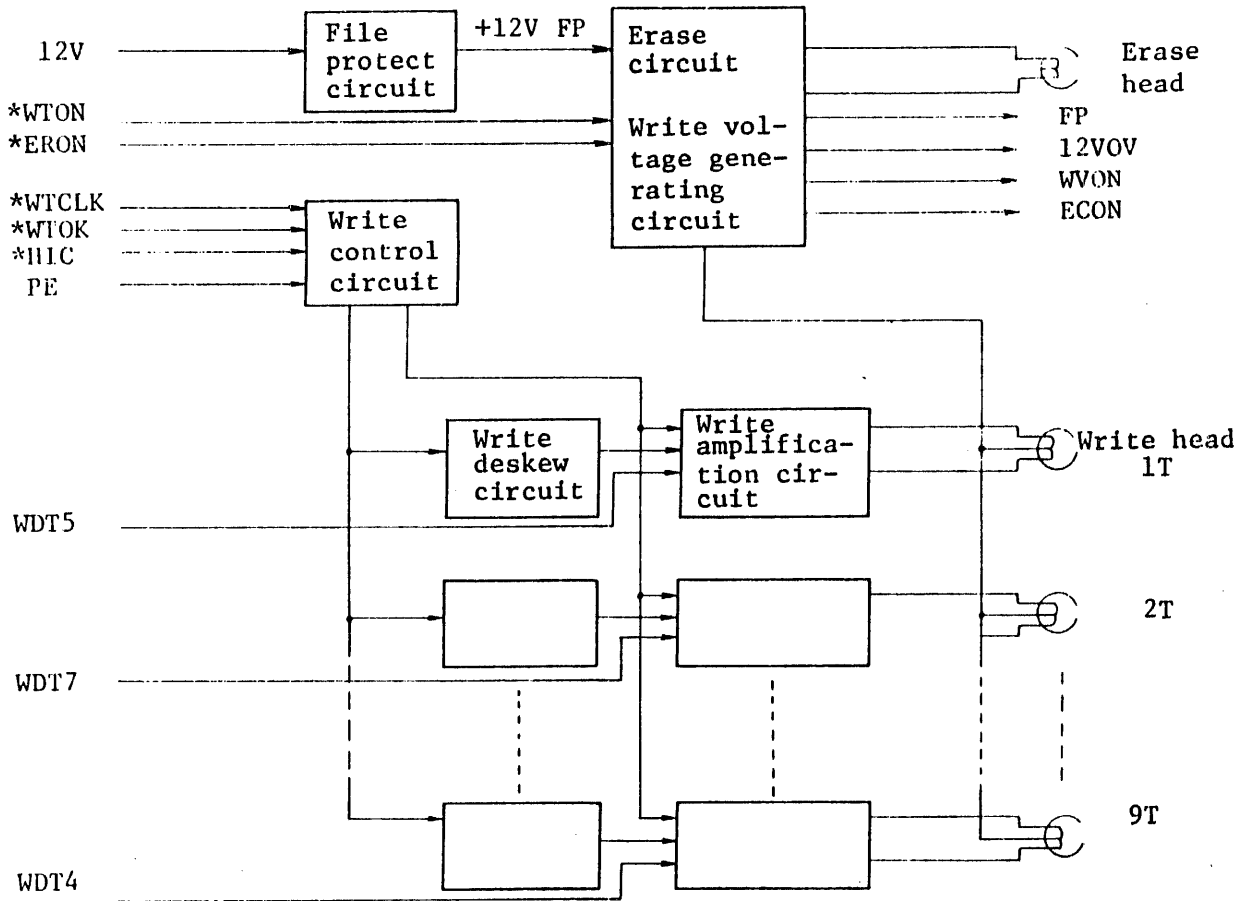 12V
File
protect
circuit
+12V FP
Erase
circuit
Write vol-
tage gene-
rating
circuit
Erase
head
*WTON
*ERON
FP
12VOV
WVON
ECON
*WTCLK
*WTOK
PE
Write
control
circuit
Write
deskew
circuit
Write
amplifica-
tion cir-
cuit
Write head
1T
WDT5
2T
WDT7
9T
WDT4